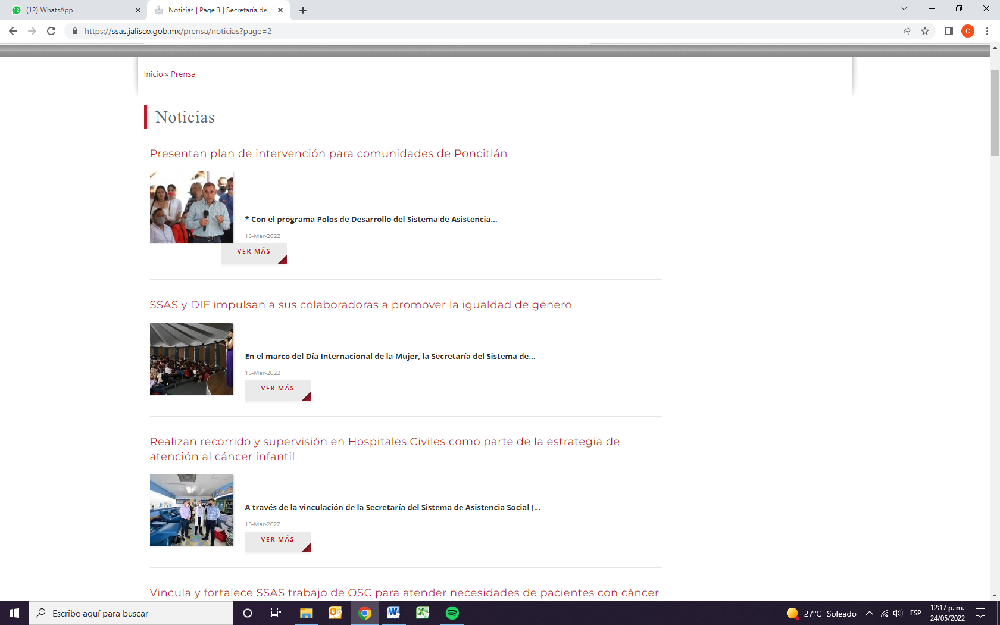 12
(12) WhatsApp
Noticias | Page 3 | Secretaría del
https://ssas.jalisco.gob.mx/prensa/noticias?page=2
C
Inicio » Prensa
Noticias
Presentan plan de intervención para comunidades de Poncitlán
* Con el programa Polos de Desarrollo del Sistema de Asistencia...
16-Mar-2022
VER MÁS
SSAS y DIF impulsan a sus colaboradoras a promover la igualdad de género
En el marco del Día Internacional de la Mujer, la Secretaría del Sistema de...
15-Mar-2022
VER MÁS
Realizan recorrido y supervisión en Hospitales Civiles como parte de la estrategia de
atención al cáncer infantil
A través de la vinculación de la Secretaría del Sistema de Asistencia Social (...
15-Mar-2022
VER MÁS
Vincula y fortalece SSAS trabajo de OSC para atender necesidades de pacientes con cáncer
Escribe aquí para buscar
27°C Soleado
ESP
12:17 p. m.
24/05/2022